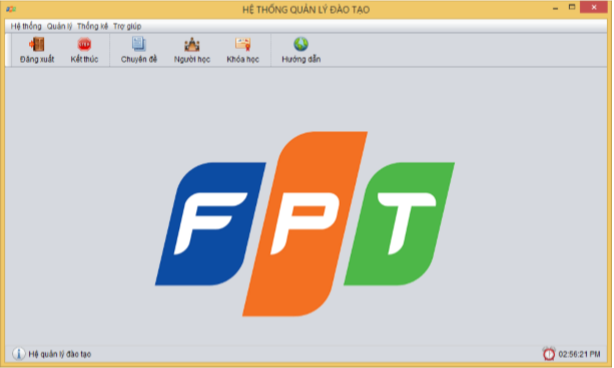 HỆ THỐNG QUẢN LÝ ĐÀO TẠO
Hệ thống Quản lý Thống kê Trợ giúp
Đăng xuất Kết thúc Chuyên đề Người học Khóa học Hướng dẫn
FPT
Hệ quản lý đào tạo 02:56:21 PM